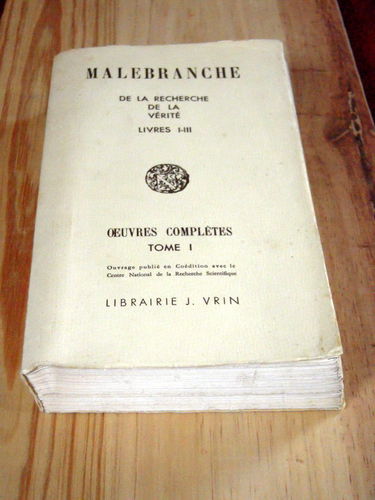 MALEBRANCHE
DE LA RECHERCHE
DE LA
VÉRITÉ
LIVRES I-III
ŒUVRES COMPLÈTES
TOME I
Ouvrage publié en Coédition avec le
Centre National de la Recherche Scientifique
LIBRAIRIE J. VRIN